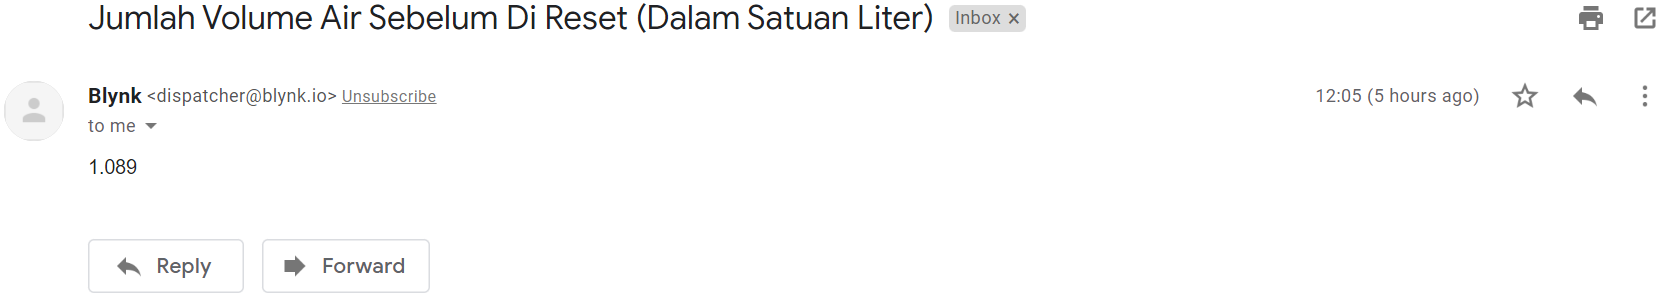 Jumlah Volume Air Sebelum Di Reset (Dalam Satuan Liter) Inbox ×
Blynk <dispatcher@blynk.io> Unsubscribe 12:05 (5 hours ago)
to me
1.089
Reply Forward